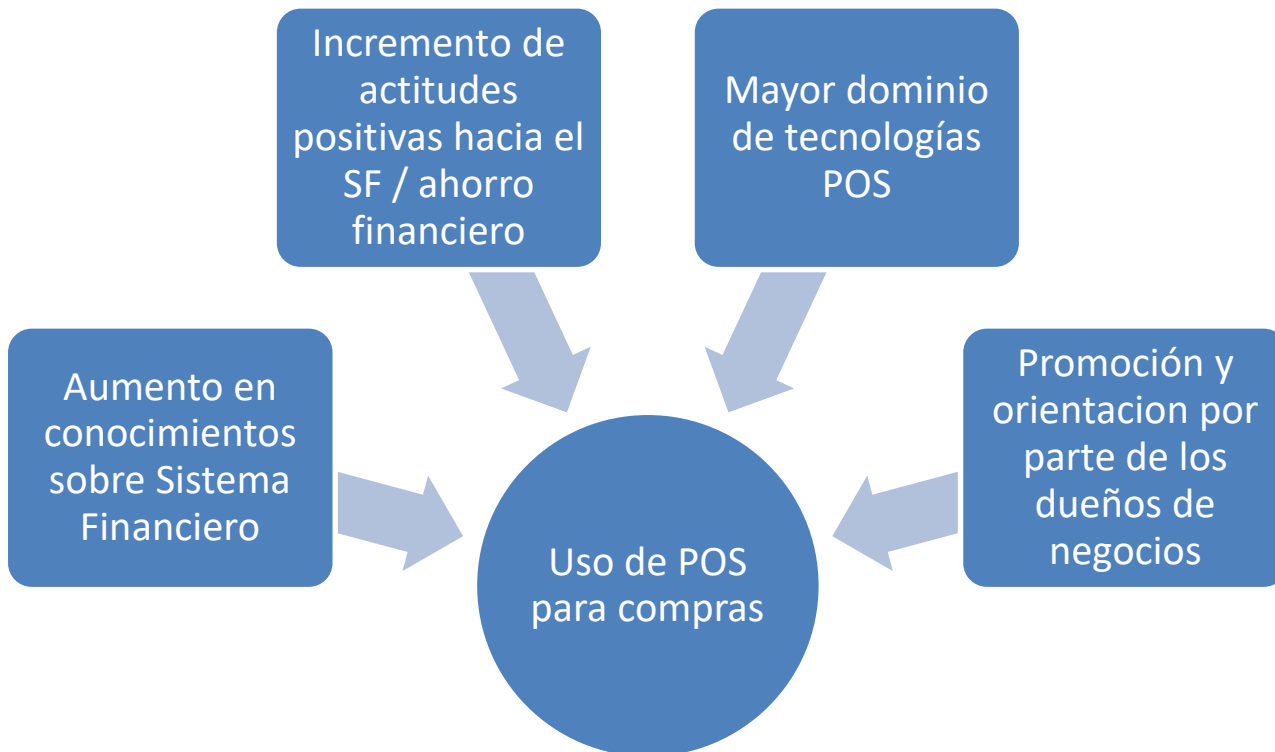 Incremento de
actitudes
positivas hacia el
SF / ahorro
financiero
Mayor dominio
de tecnologías
POS
Aumento en
conocimientos
sobre Sistema
Financiero
Promoción y
orientacion por
parte de los
dueños de
negocios
Uso de POS
para compras